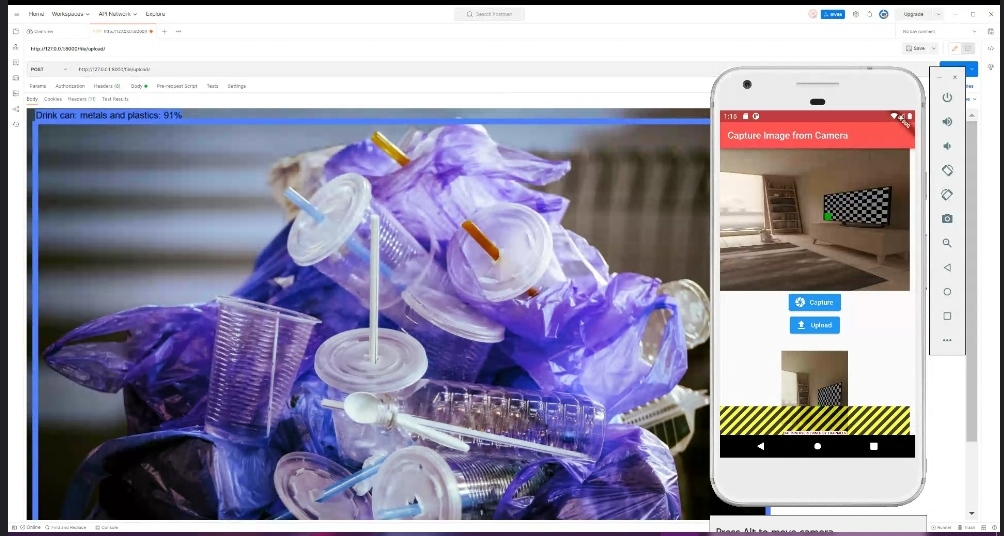 Home Workspaces API Network Explore
Search Postman
Invite
Upgrade
Overview
http://127.0.0.1:8000/file/upload/
Save
POST http://127.0.0.1:8000/file/upload/
Params Authorization Headers (8) Body Pre-request Script Tests Settings
Body Cookies Headers (11) Test Results
Drink can: metals and plastics: 91%
1:15
Capture Image from Camera
Capture
Upload
Press Alt to move camera
Online Find and Replace Console
Runner Trash